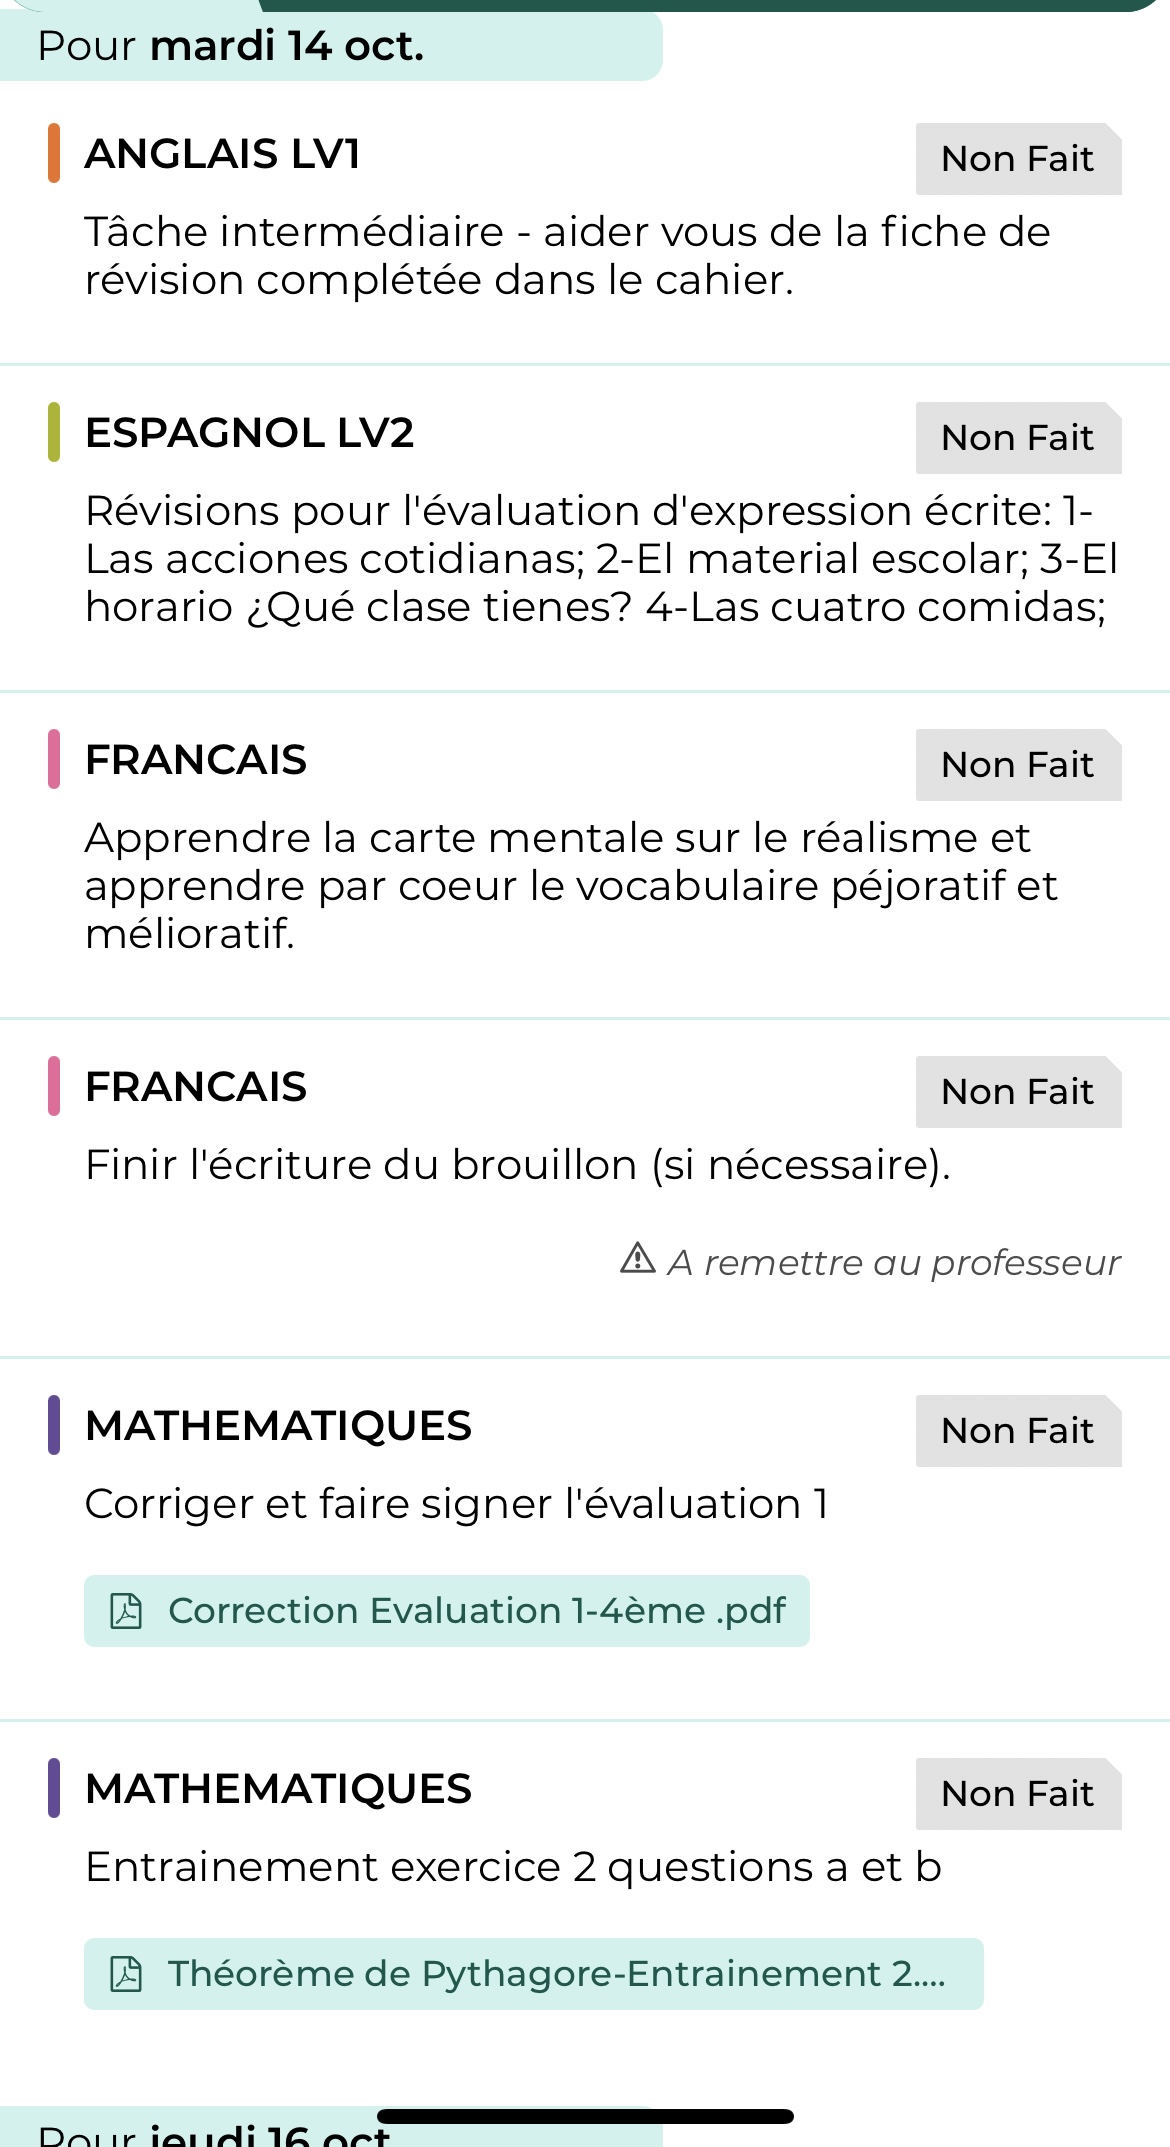 Pour mardi 14 oct.
ANGLAIS LV1
Non Fait
Tâche intermédiaire - aider vous de la fiche de
révision complétée dans le cahier.
ESPAGNOL LV2
Non Fait
Révisions pour l'évaluation d'expression écrite: 1-
Las acciones cotidianas; 2-El material escolar; 3-El
horario ¿Qué clase tienes? 4-Las cuatro comidas;
FRANCAIS
Non Fait
Apprendre la carte mentale sur le réalisme et
apprendre par coeur le vocabulaire péjoratif et
mélioratif.
FRANCAIS
Non Fait
Finir l'écriture du brouillon (si nécessaire).
A remettre au professeur
MATHEMATIQUES
Non Fait
Corriger et faire signer l'évaluation 1
Correction Evaluation 1-4ème .pdf
MATHEMATIQUES
Non Fait
Entrainement exercice 2 questions a et b
Théorème de Pythagore-Entrainement 2....
Pour jeudi 16 oct.